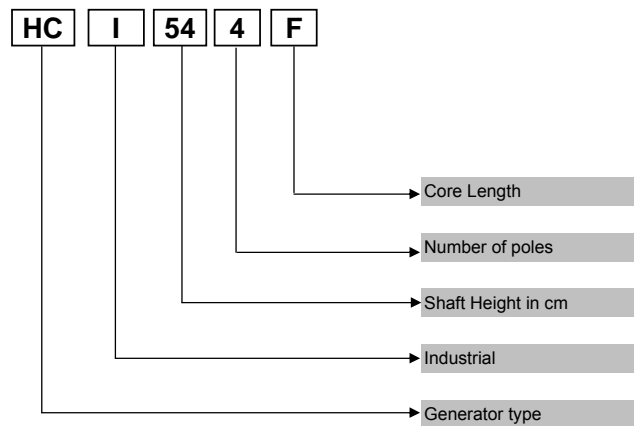 HC I 54 4 F
Core Length
Number of poles
Shaft Height in cm
Industrial
Generator type